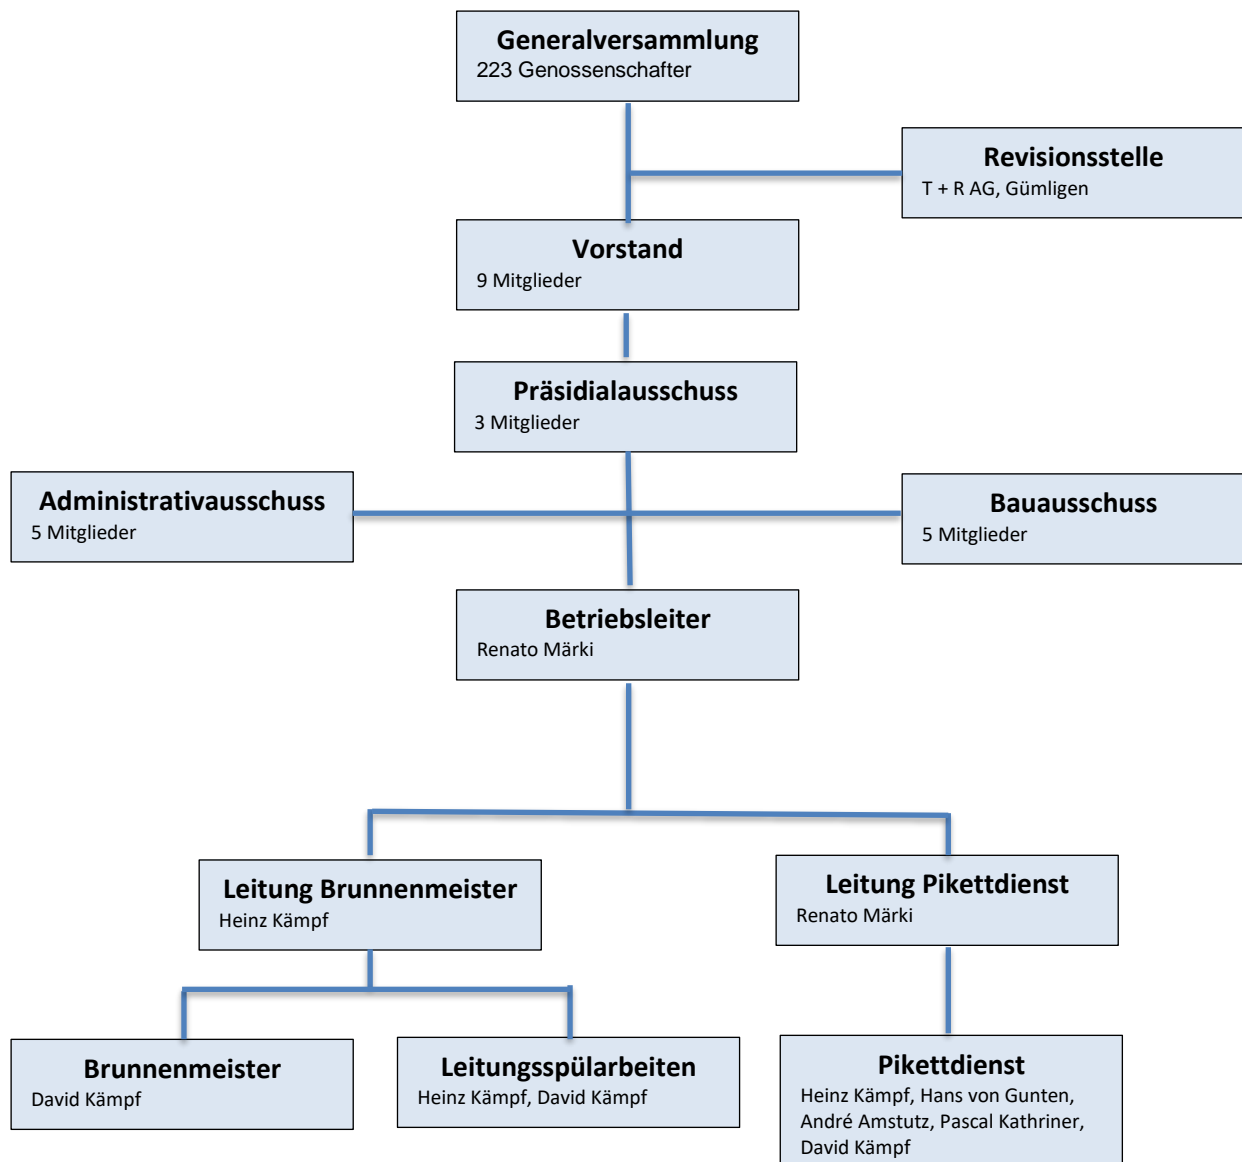 Generalversammlung
223 Genossenschafter
Revisionsstelle
T + R AG, Gümligen
Vorstand
9 Mitglieder
Präsidialausschuss
3 Mitglieder
Administrativausschuss
5 Mitglieder
Bauausschuss
5 Mitglieder
Betriebsleiter
Renato Märki
Leitung Brunnenmeister
Heinz Kämpf
Leitung Pikettdienst
Renato Märki
Brunnenmeister
David Kämpf
Leitungsspülarbeiten
Heinz Kämpf, David Kämpf
Pikettdienst
Heinz Kämpf, Hans von Gunten,
André Amstutz, Pascal Kathriner,
David Kämpf